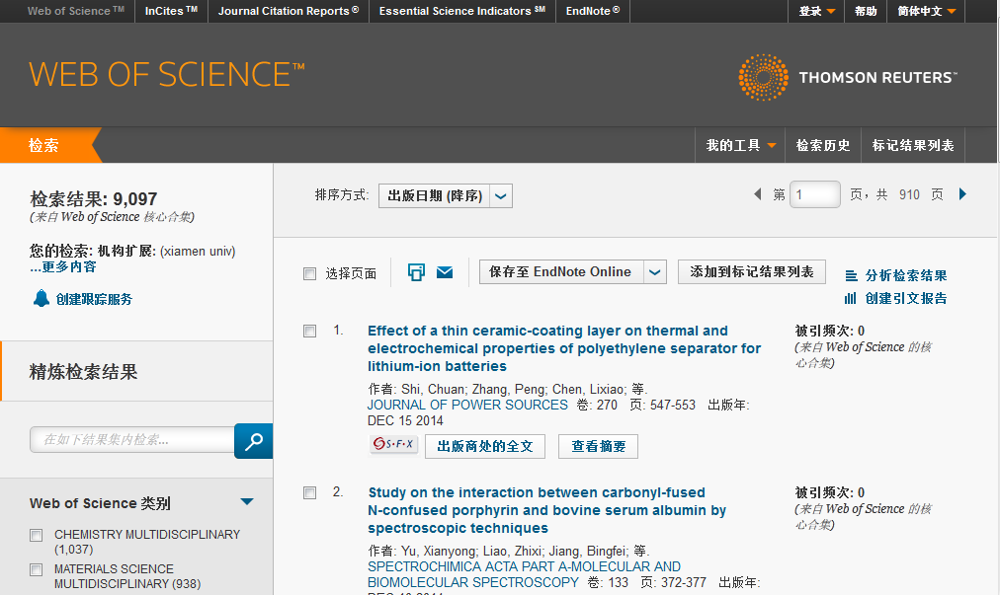 Web of Science™ InCites™ Journal Citation Reports® Essential Science Indicators℠ EndNote® 登录 帮助 简体中文
WEB OF SCIENCE™ THOMSON REUTERS™
检索 我的工具 检索历史 标记结果列表
检索结果: 9,097
(来自 Web of Science 核心合集)
您的检索: 机构扩展: (xiamen univ)
...更多内容
创建跟踪服务
精炼检索结果
在如下结果集内检索...
Web of Science 类别
CHEMISTRY MULTIDISCIPLINARY
(1,037)
MATERIALS SCIENCE
MULTIDISCIPLINARY (938)
排序方式: 出版日期 (降序) 第 1 页，共 910 页
选择页面 保存至 EndNote Online 添加到标记结果列表
分析检索结果
创建引文报告
1. Effect of a thin ceramic-coating layer on thermal and
electrochemical properties of polyethylene separator for
lithium-ion batteries
作者: Shi, Chuan; Zhang, Peng; Chen, Lixiao; 等.
JOURNAL OF POWER SOURCES 卷: 270 页: 547-553 出版年:
DEC 15 2014
S·F·X 出版商处的全文 查看摘要
被引频次: 0
(来自 Web of Science 的核
心合集)
2. Study on the interaction between carbonyl-fused
N-confused porphyrin and bovine serum albumin by
spectroscopic techniques
作者: Yu, Xianyong; Liao, Zhixi; Jiang, Bingfei; 等.
SPECTROCHIMICA ACTA PART A-MOLECULAR AND
BIOMOLECULAR SPECTROSCOPY 卷: 133 页: 372-377 出版年:
被引频次: 0
(来自 Web of Science 的核
心合集)